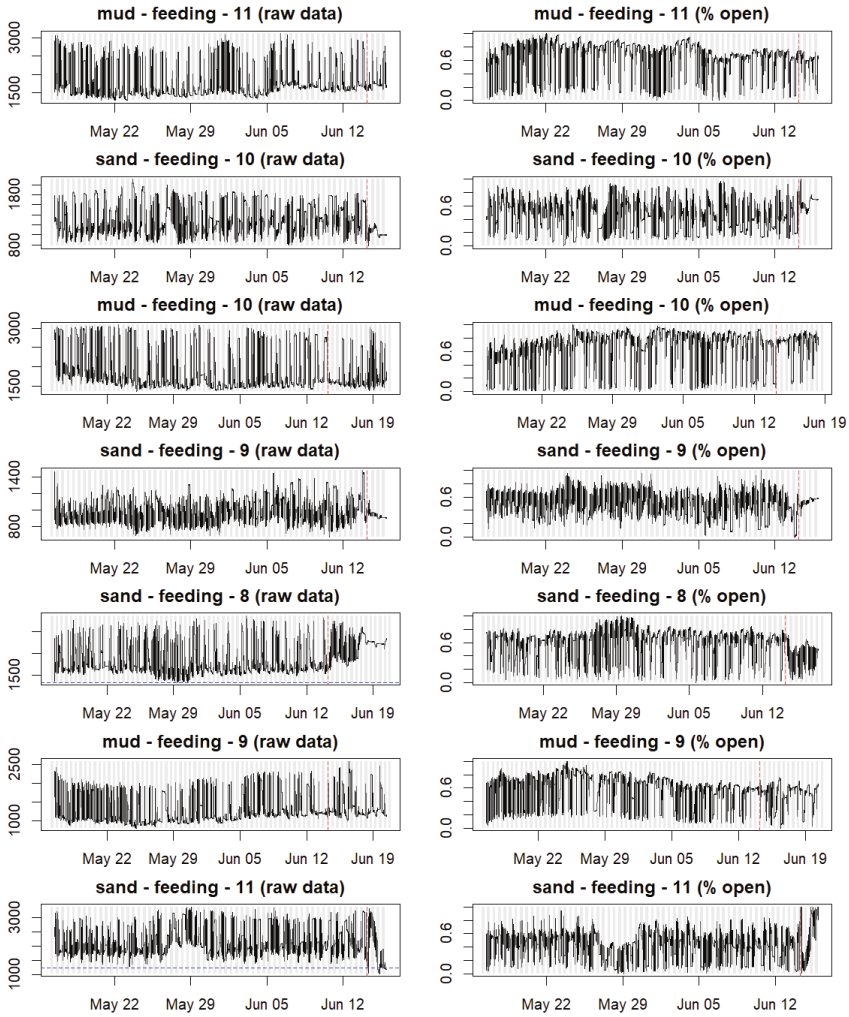 mud - feeding - 11 (raw data) mud - feeding - 11 (% open)
3000 1500 0.6 0.0
May 22 May 29 Jun 05 Jun 12 May 22 May 29 Jun 05 Jun 12
sand - feeding - 10 (raw data) sand - feeding - 10 (% open)
1800 800 0.6 0.0
May 22 May 29 Jun 05 Jun 12 May 22 May 29 Jun 05 Jun 12
mud - feeding - 10 (raw data) mud - feeding - 10 (% open)
3000 1500 0.6 0.0
May 22 May 29 Jun 05 Jun 12 Jun 19 May 22 May 29 Jun 05 Jun 12 Jun 19
sand - feeding - 9 (raw data) sand - feeding - 9 (% open)
1400 800 0.6 0.0
May 22 May 29 Jun 05 Jun 12 May 22 May 29 Jun 05 Jun 12
sand - feeding - 8 (raw data) sand - feeding - 8 (% open)
1500 0.6 0.0
May 22 May 29 Jun 05 Jun 12 Jun 19 May 22 May 29 Jun 05 Jun 12
mud - feeding - 9 (raw data) mud - feeding - 9 (% open)
2500 1000 0.6 0.0
May 22 May 29 Jun 05 Jun 12 Jun 19 May 22 May 29 Jun 05 Jun 12 Jun 19
sand - feeding - 11 (raw data) sand - feeding - 11 (% open)
3000 1000 0.6 0.0
May 22 May 29 Jun 05 Jun 12 May 22 May 29 Jun 05 Jun 12